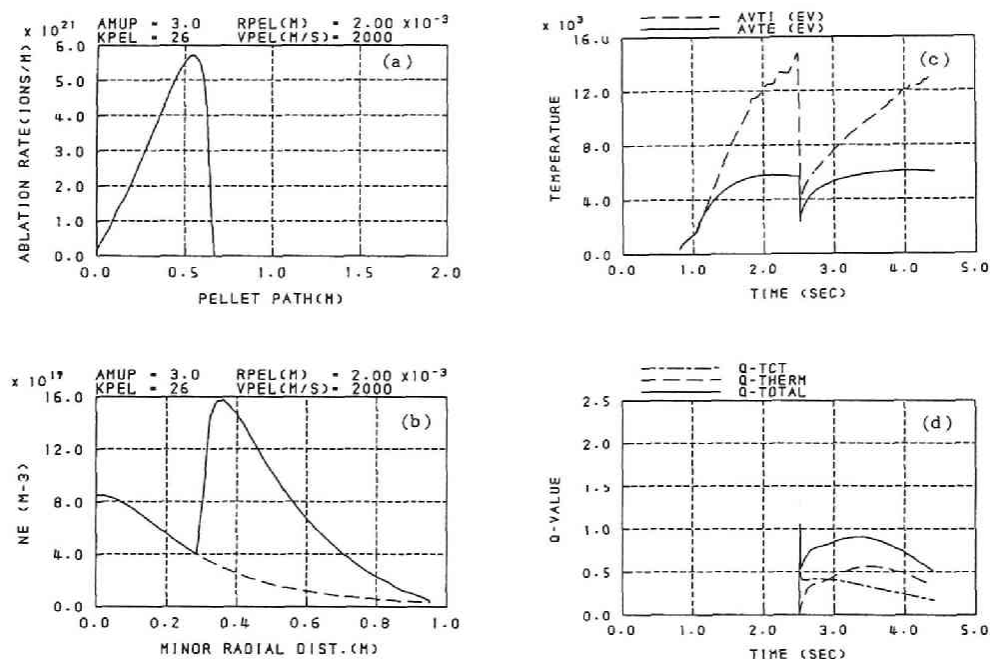 AMUP = 3.0 RPEL(M) = 2.00 x10-3
KPEL = 26 VPEL(M/S)= 2000
x 10 21
6.0
5.0
4.0
3.0
2.0
1.0
0.0
ABLATION RATE(IONS/M)
(a)
0.0 0.5 1.0 1.5 2.0
PELLET PATH(M)
AVTI (EV)
AVTE (EV)
x 10 3
16.0
12.0
8.0
4.0
0.0
TEMPERATURE
(c)
0.0 1.0 2.0 3.0 4.0 5.0
TIME (SEC)
AMUP = 3.0 RPEL(M) = 2.00 x10-3
KPEL = 26 VPEL(M/S)= 2000
16.0
12.0
8.0
4.0
0.0
NE (M-3)
(b)
0.0 0.2 0.4 0.6 0.8 1.0
MINOR RADIAL DIST.(M)
Q-TCT
Q-THERM
Q-TOTAL
2.5
2.0
1.5
1.0
0.5
0.0
Q-VALUE
(d)
0.0 1.0 2.0 3.0 4.0 5.0
TIME (SEC)